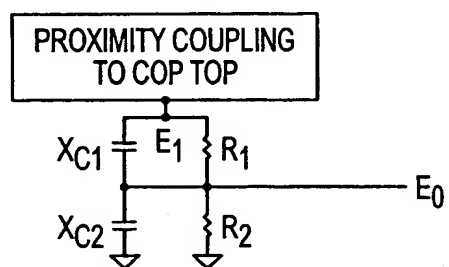 PROXIMITY COUPLING
TO COP TOP
XC1 E1 R1
E0
XC2 R2